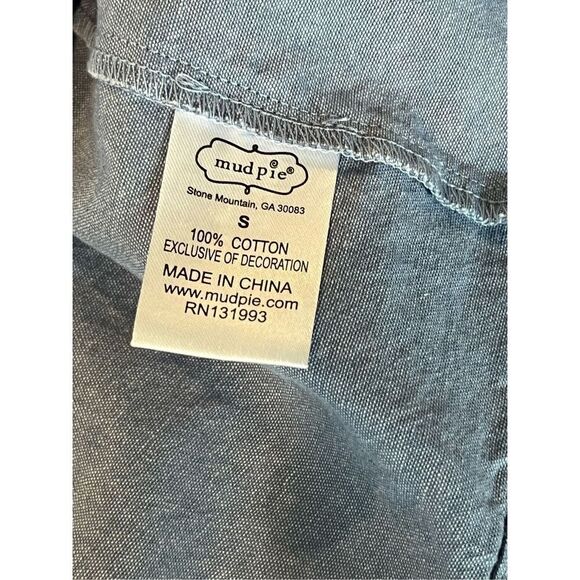 mud pie®
Stone Mountain, GA 30083
S
100% COTTON
EXCLUSIVE OF DECORATION
MADE IN CHINA
www.mudpie.com
RN131993